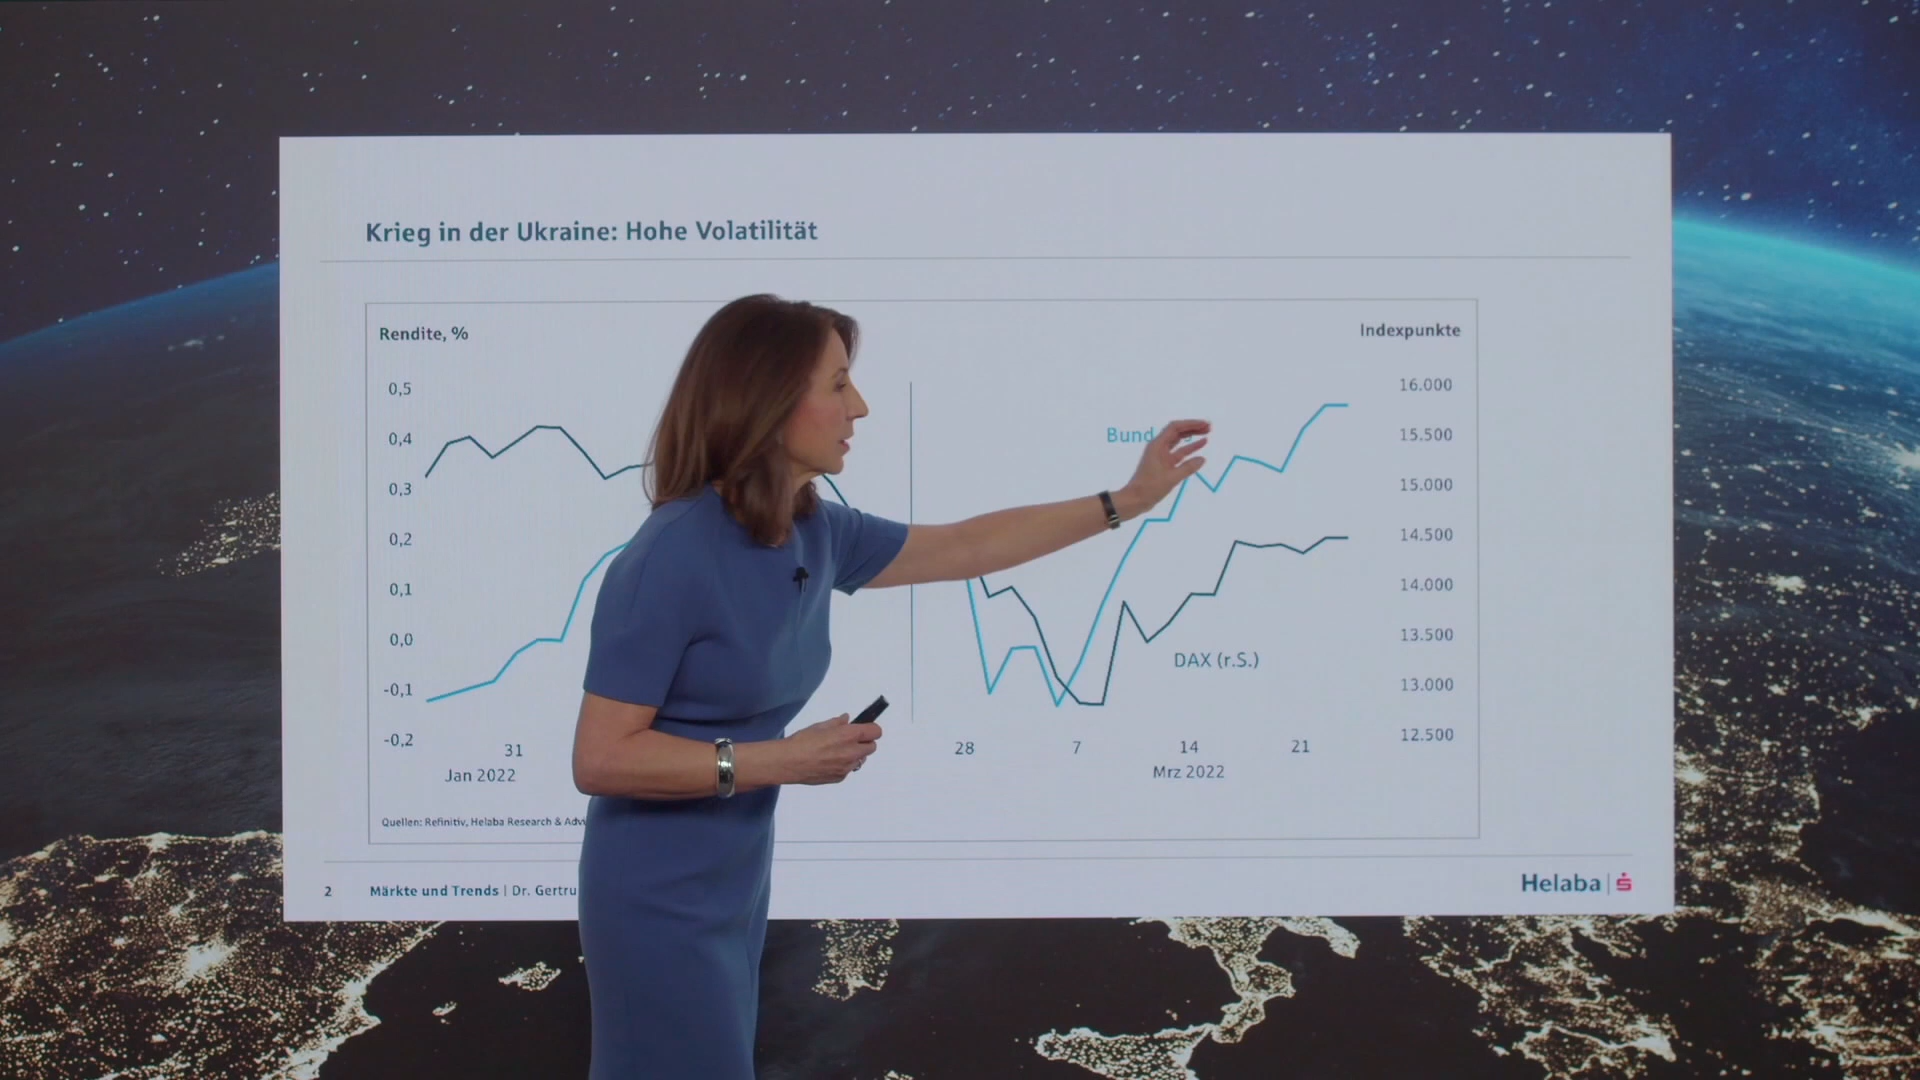 Krieg in der Ukraine: Hohe Volatilität
Rendite, %
Indexpunkte
0,5
0,4
0,3
0,2
0,1
0,0
-0,1
-0,2
16.000
15.500
15.000
14.500
14.000
13.500
13.000
12.500
Bund
DAX (r.S.)
31
28
7
14
21
Jan 2022
Mrz 2022
Quellen: Refinitiv, Helaba Research &
2
Märkte und Trends | Dr.
Helaba